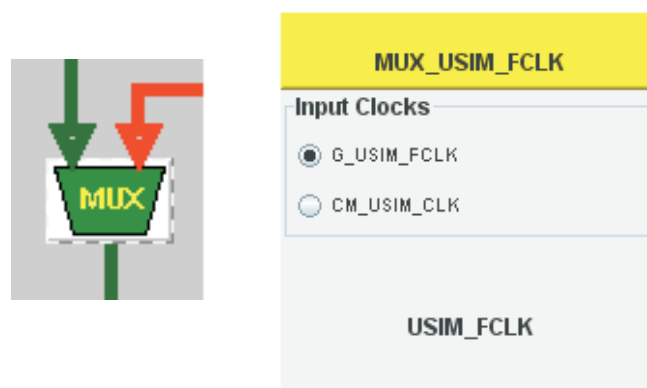 MUX
MUX_USIM_FCLK
Input Clocks
G_USIM_FCLK
CM_USIM_CLK
USIM_FCLK